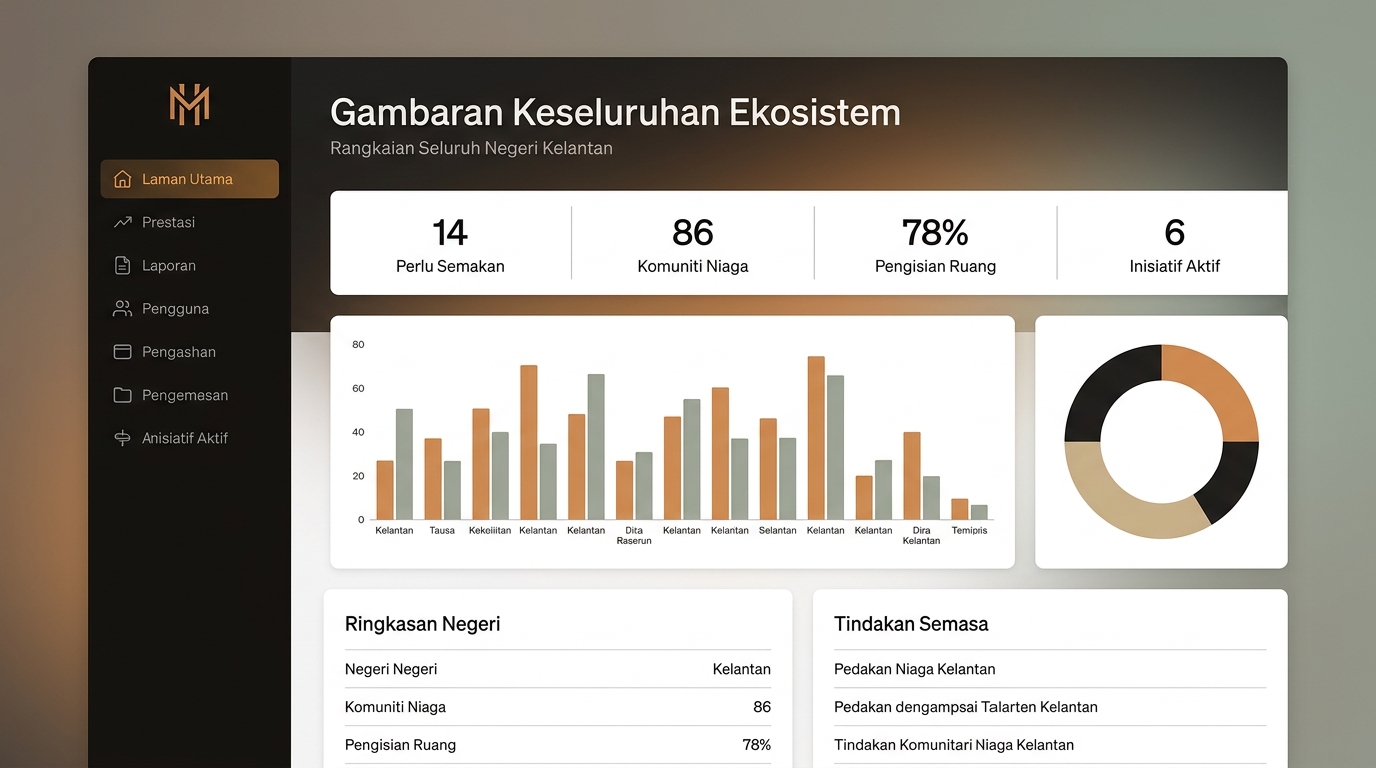 Gambaran Keseluruhan Ekosistem
Rangkaian Seluruh Negeri Kelantan
Laman Utama
Prestasi
Laporan
Pengguna
Pengashan
Pengemesan
Anisiatif Aktif
14
Perlu Semakan
86
Komuniti Niaga
78%
Pengisian Ruang
6
Inisiatif Aktif
80
60
40
20
0
Kelantan
Tausa
Kekeliitan
Kelantan
Kelantan
Dita
Raserun
Kelantan
Kelantan
Selantan
Kelantan
Kelantan
Dira
Kelantan
Temipris
Ringkasan Negeri
Negeri Negeri Kelantan
Komuniti Niaga 86
Pengisian Ruang 78%
Tindakan Semasa
Pedakan Niaga Kelantan
Pedakan dengampsai Talarten Kelantan
Tindakan Komunitari Niaga Kelantan